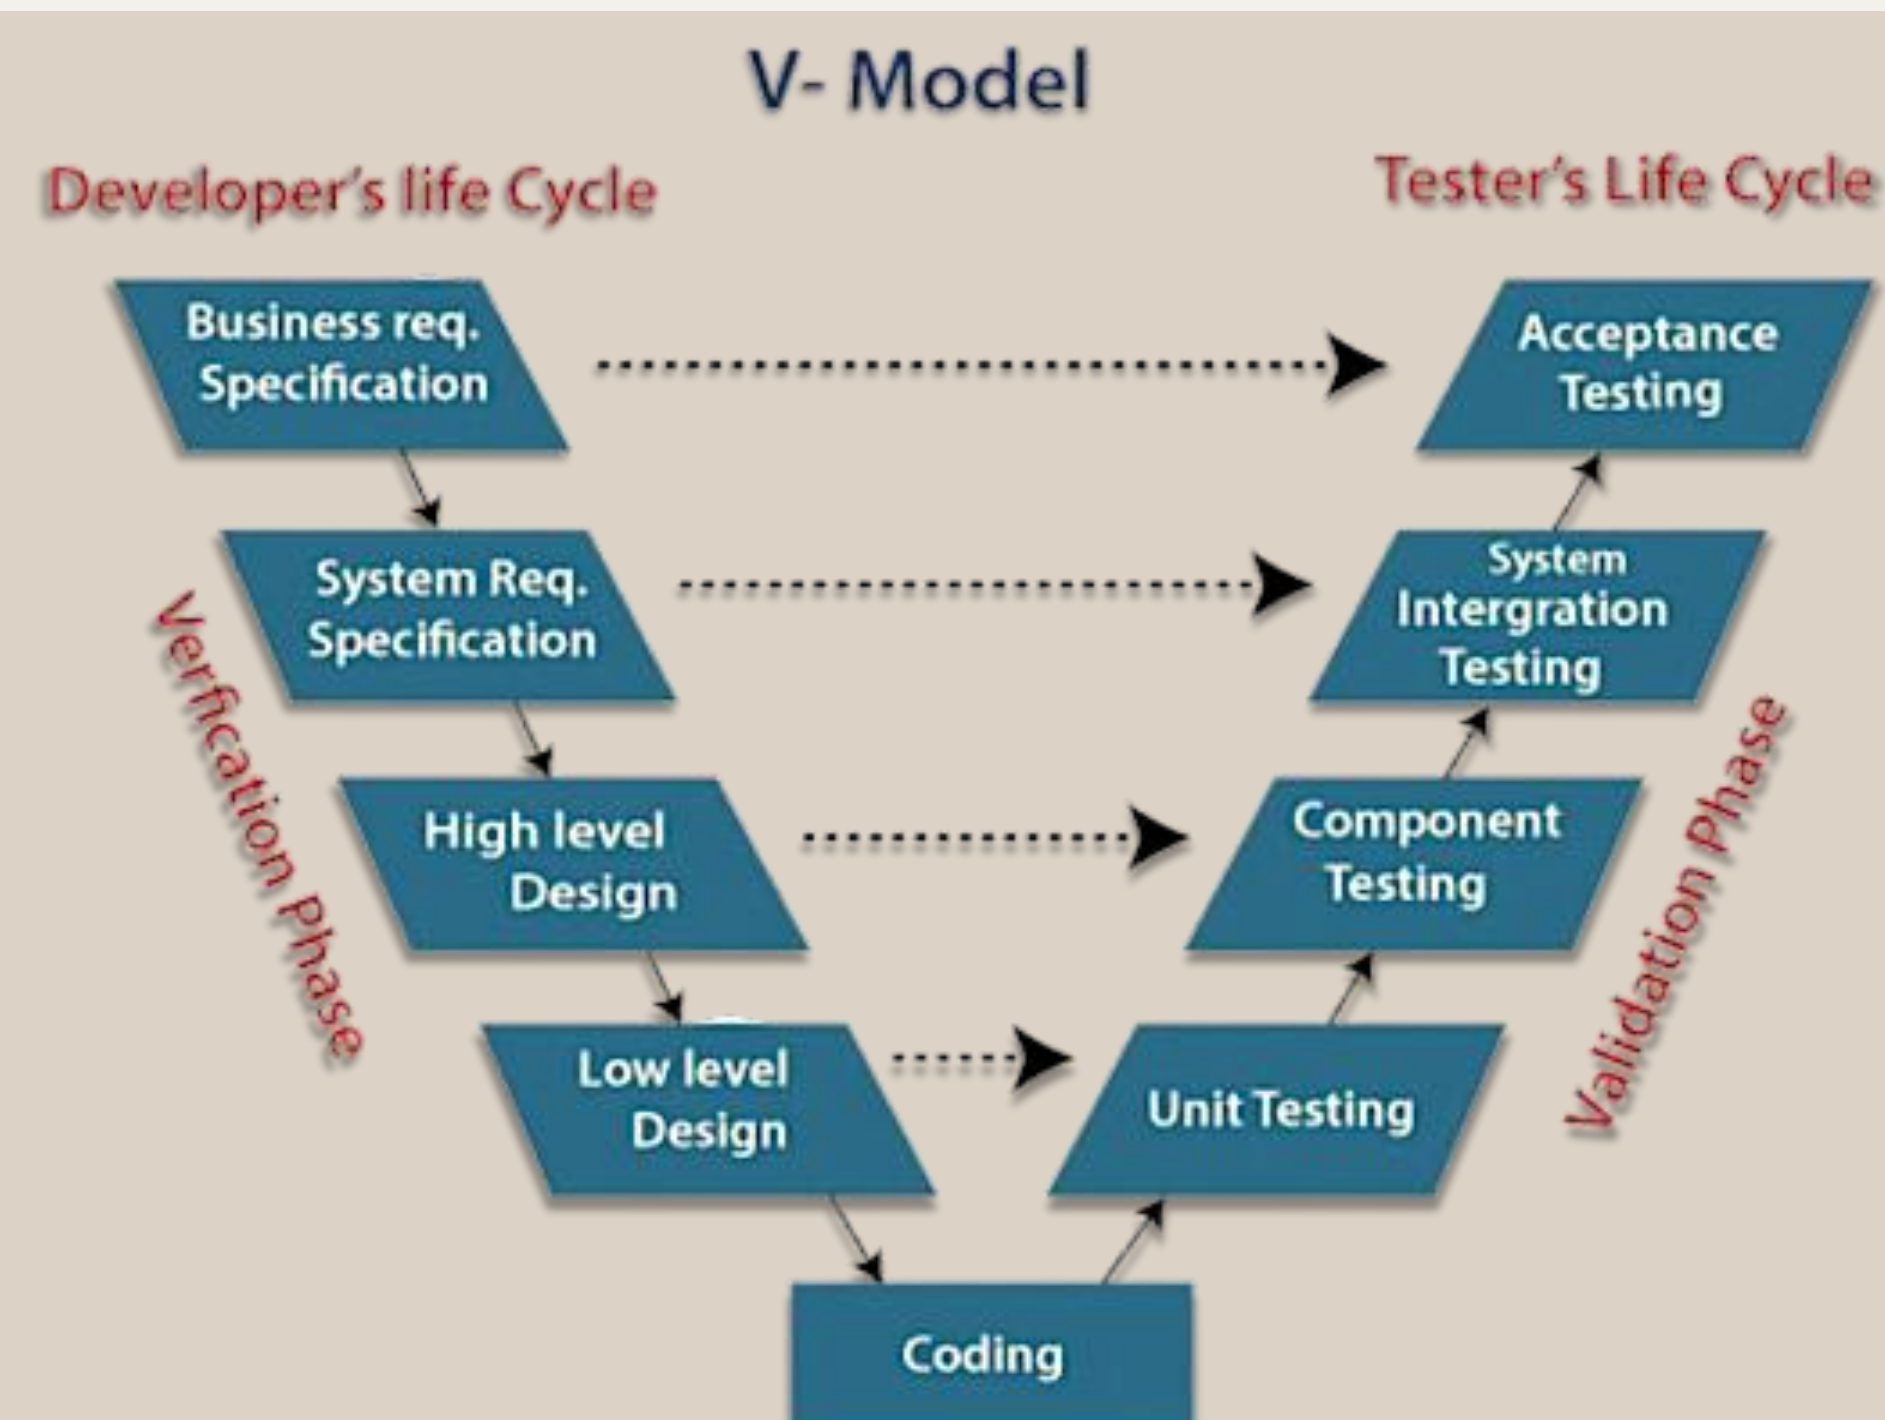 V- Model
Developer's life Cycle
Tester's Life Cycle
Business req.
Specification
Acceptance
Testing
System Req.
Specification
System
Intergration
Testing
Verfication Phase
High level
Design
Component
Testing
Validation Phase
Low level
Design
Unit Testing
Coding